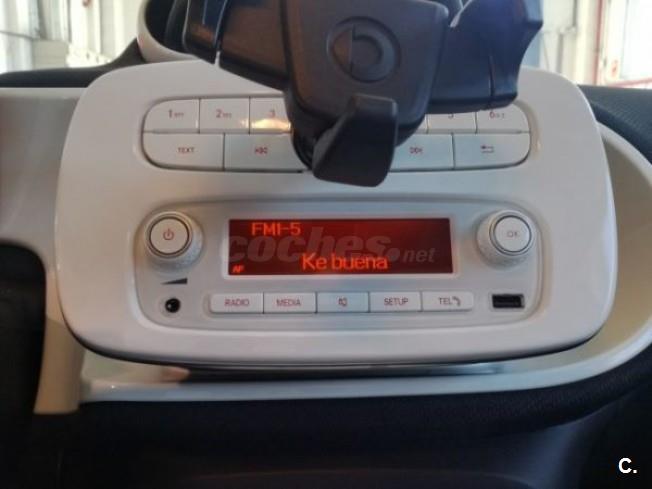 1 2 3 5 6
TEXT
FM1-5
Ke buena
coches.net
AF
OK
RADIO MEDIA SETUP TEL
C.